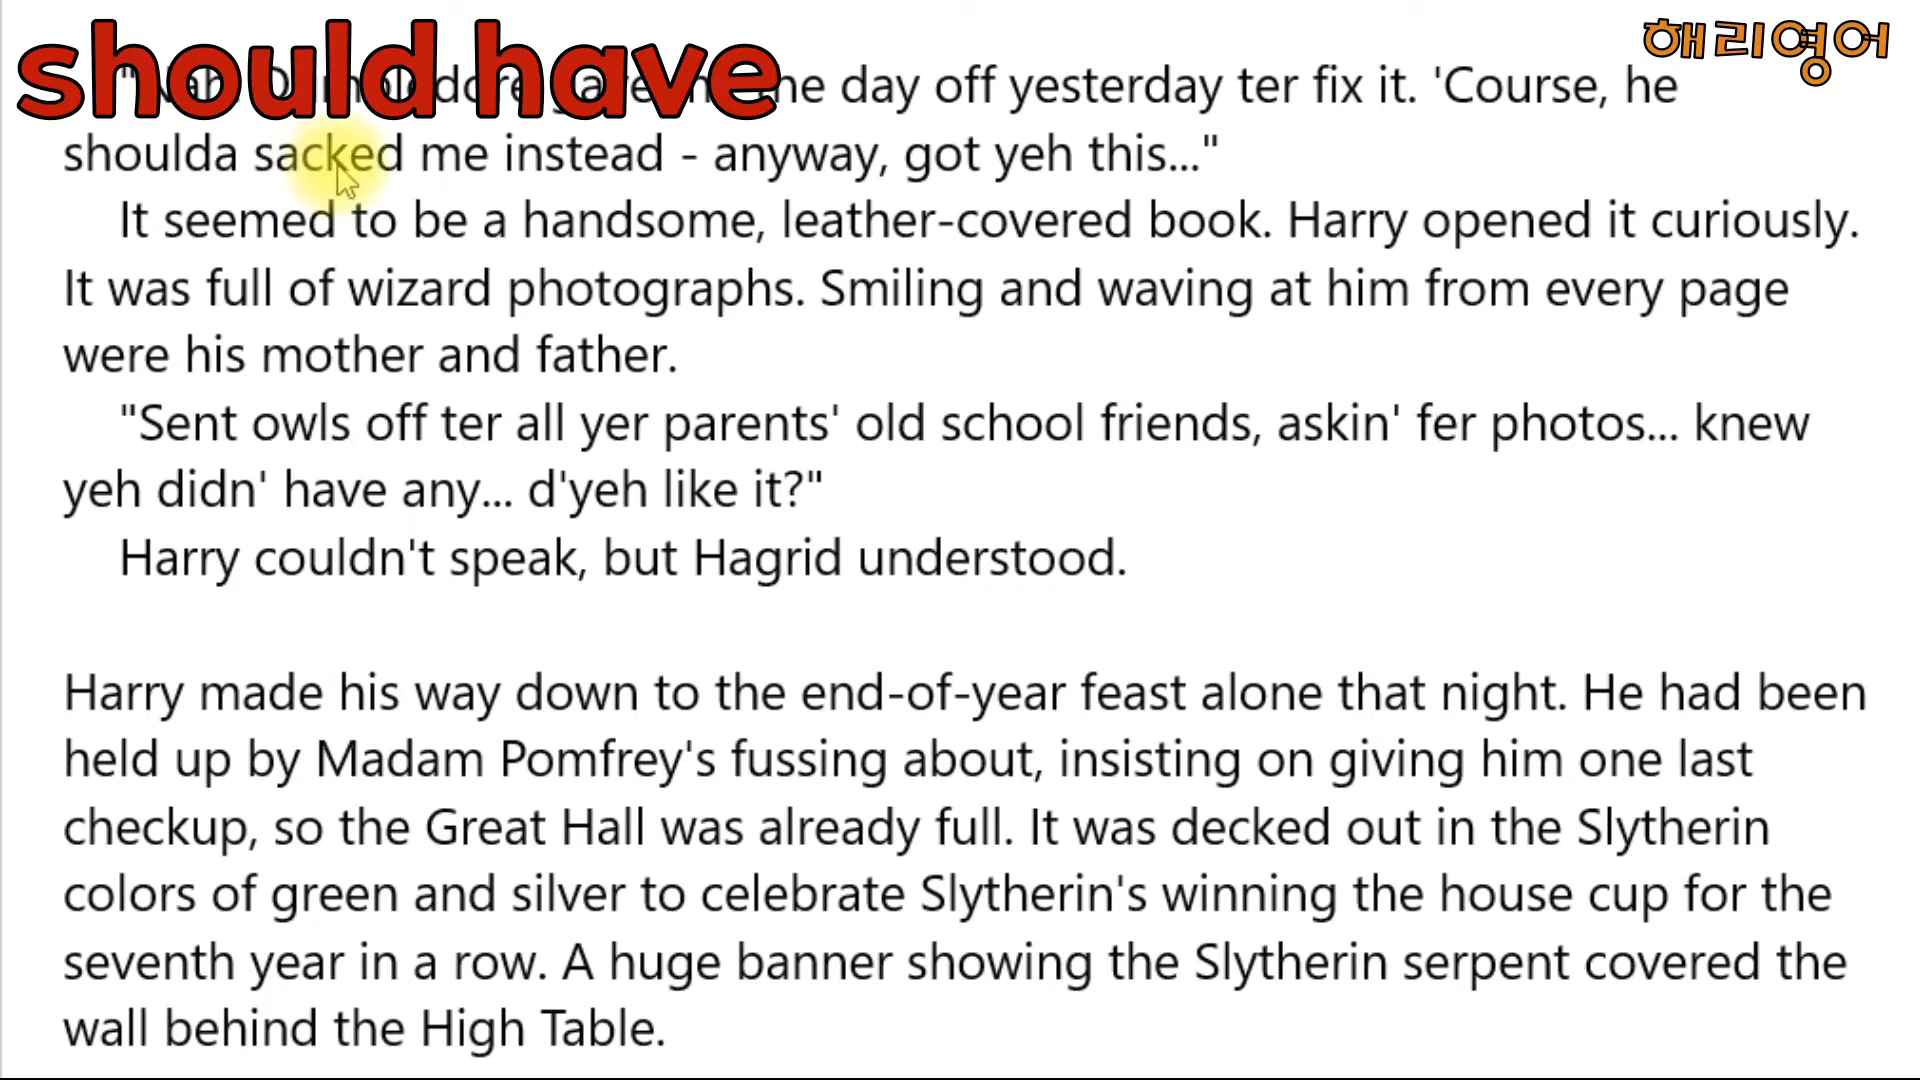 should have
해리영어
day off yesterday ter fix it. 'Course, he
shoulda sacked me instead - anyway, got yeh this..."
It seemed to be a handsome, leather-covered book. Harry opened it curiously.
It was full of wizard photographs. Smiling and waving at him from every page
were his mother and father.
"Sent owls off ter all yer parents' old school friends, askin' fer photos... knew
yeh didn' have any... d'yeh like it?"
Harry couldn't speak, but Hagrid understood.
Harry made his way down to the end-of-year feast alone that night. He had been
held up by Madam Pomfrey's fussing about, insisting on giving him one last
checkup, so the Great Hall was already full. It was decked out in the Slytherin
colors of green and silver to celebrate Slytherin's winning the house cup for the
seventh year in a row. A huge banner showing the Slytherin serpent covered the
wall behind the High Table.